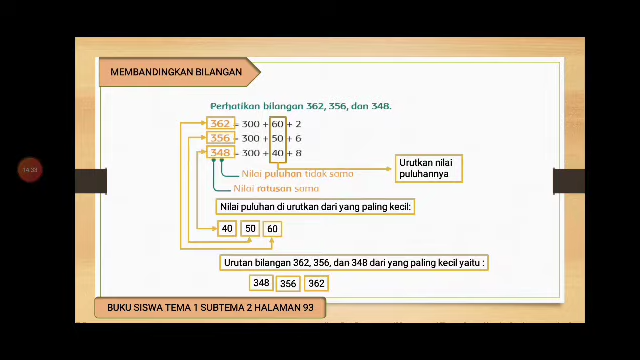 MEMBANDINGKAN BILANGAN
Perhatikan bilangan 362, 356, dan 348.
362 = 300 + 60 + 2
356 = 300 + 50 + 6
348 = 300 + 40 + 8
Urutkan nilai
puluhannya
Nilai puluhan tidak sama
Nilai ratusan sama
Nilai puluhan di urutkan dari yang paling kecil:
40 50 60
Urutan bilangan 362, 356, dan 348 dari yang paling kecil yaitu :
348 356 362
BUKU SISWA TEMA 1 SUBTEMA 2 HALAMAN 93
14:38